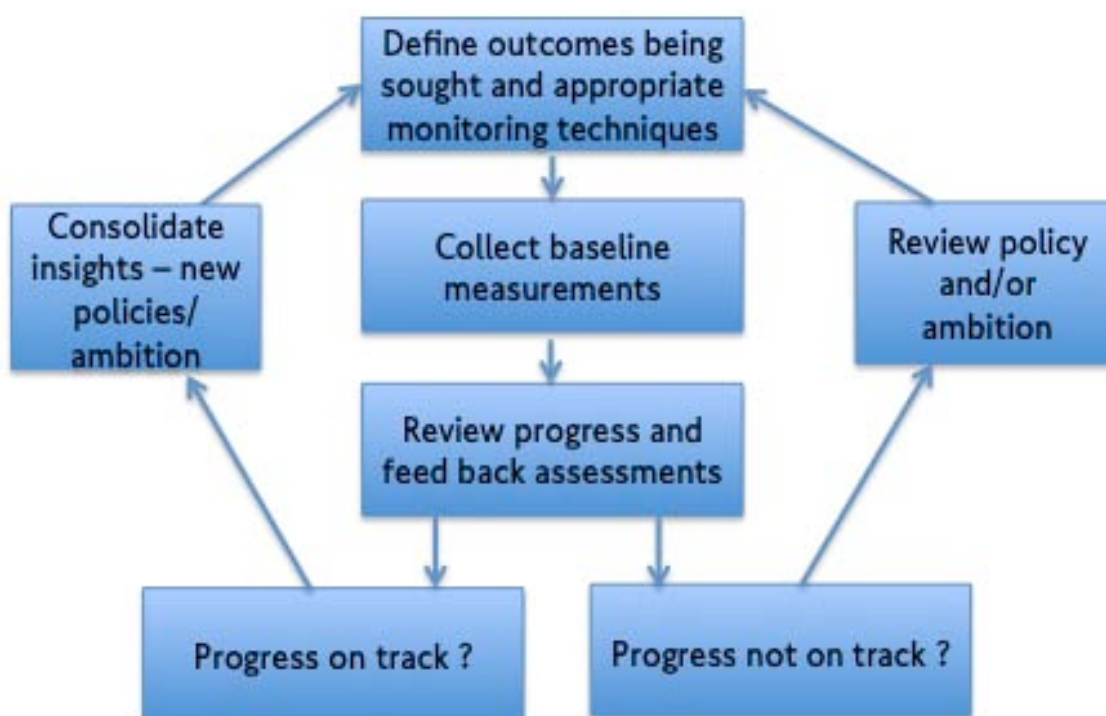 Define outcomes being
sought and appropriate
monitoring techniques
Consolidate
insights – new
policies/
ambition
Collect baseline
measurements
Review policy
and/or
ambition
Review progress and
feed back assessments
Progress on track ?
Progress not on track ?